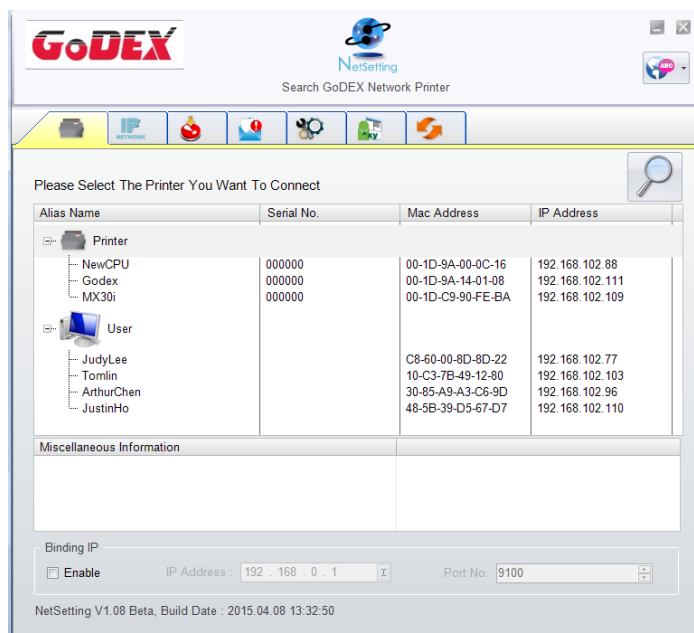 GoDEX
NetSetting
Search GoDEX Network Printer
ABC
IP
NETWORK
xy
Please Select The Printer You Want To Connect
Alias Name Serial No. Mac Address IP Address
Printer
NewCPU 000000 00-1D-9A-00-0C-16 192.168.102.88
Godex 000000 00-1D-9A-14-01-08 192.168.102.111
MX30i 000000 00-1D-C9-90-FE-BA 192.168.102.109
User
JudyLee C8-60-00-8D-8D-22 192.168.102.77
Tomlin 10-C3-7B-49-12-80 192.168.102.103
ArthurChen 30-85-A9-A3-C6-9D 192.168.102.96
JustinHo 48-5B-39-D5-67-D7 192.168.102.110
Miscellaneous Information
Binding IP
Enable IP Address : 192 . 168 . 0 . 1 Port No: 9100
NetSetting V1.08 Beta, Build Date : 2015.04.08 13:32:50